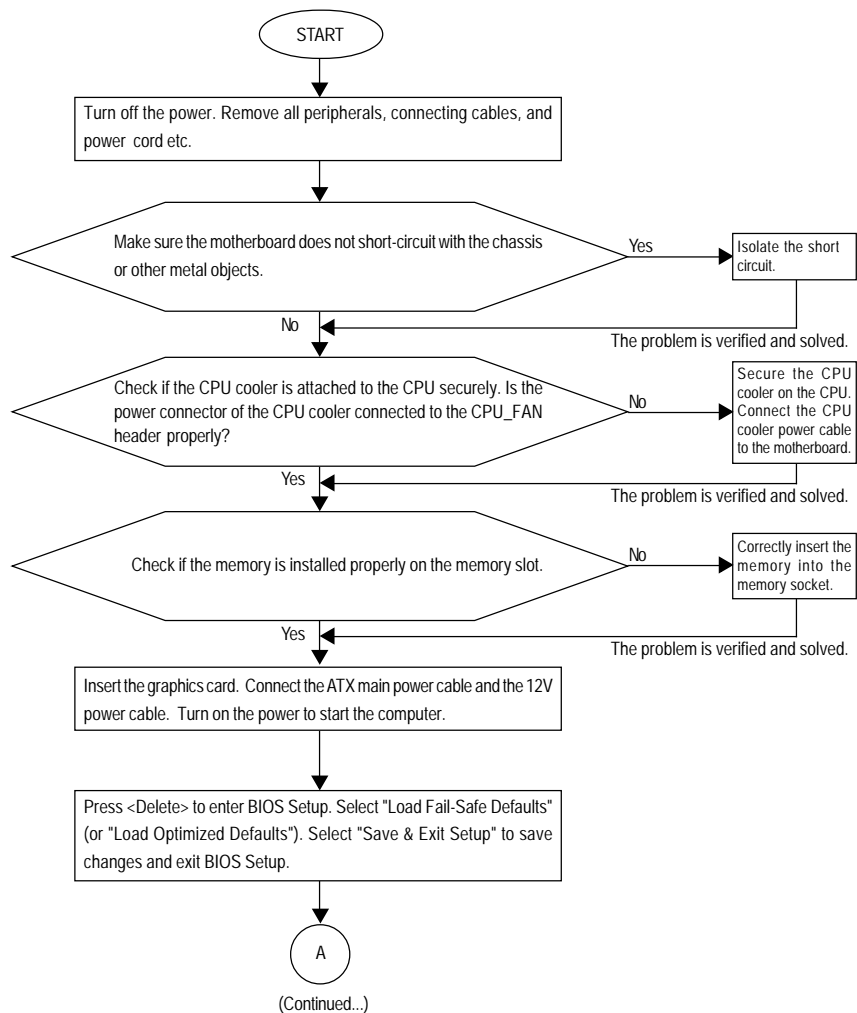 START
Turn off the power. Remove all peripherals, connecting cables, and
power cord etc.
Make sure the motherboard does not short-circuit with the chassis
or other metal objects.
Yes
Isolate the short
circuit.
No
The problem is verified and solved.
Check if the CPU cooler is attached to the CPU securely. Is the
power connector of the CPU cooler connected to the CPU_FAN
header properly?
No
Secure the CPU
cooler on the CPU.
Connect the CPU
cooler power cable
to the motherboard.
Yes
The problem is verified and solved.
Check if the memory is installed properly on the memory slot.
No
Correctly insert the
memory into the
memory socket.
Yes
The problem is verified and solved.
Insert the graphics card. Connect the ATX main power cable and the 12V
power cable. Turn on the power to start the computer.
Press <Delete> to enter BIOS Setup. Select "Load Fail-Safe Defaults"
(or "Load Optimized Defaults"). Select "Save & Exit Setup" to save
changes and exit BIOS Setup.
A
(Continued...)